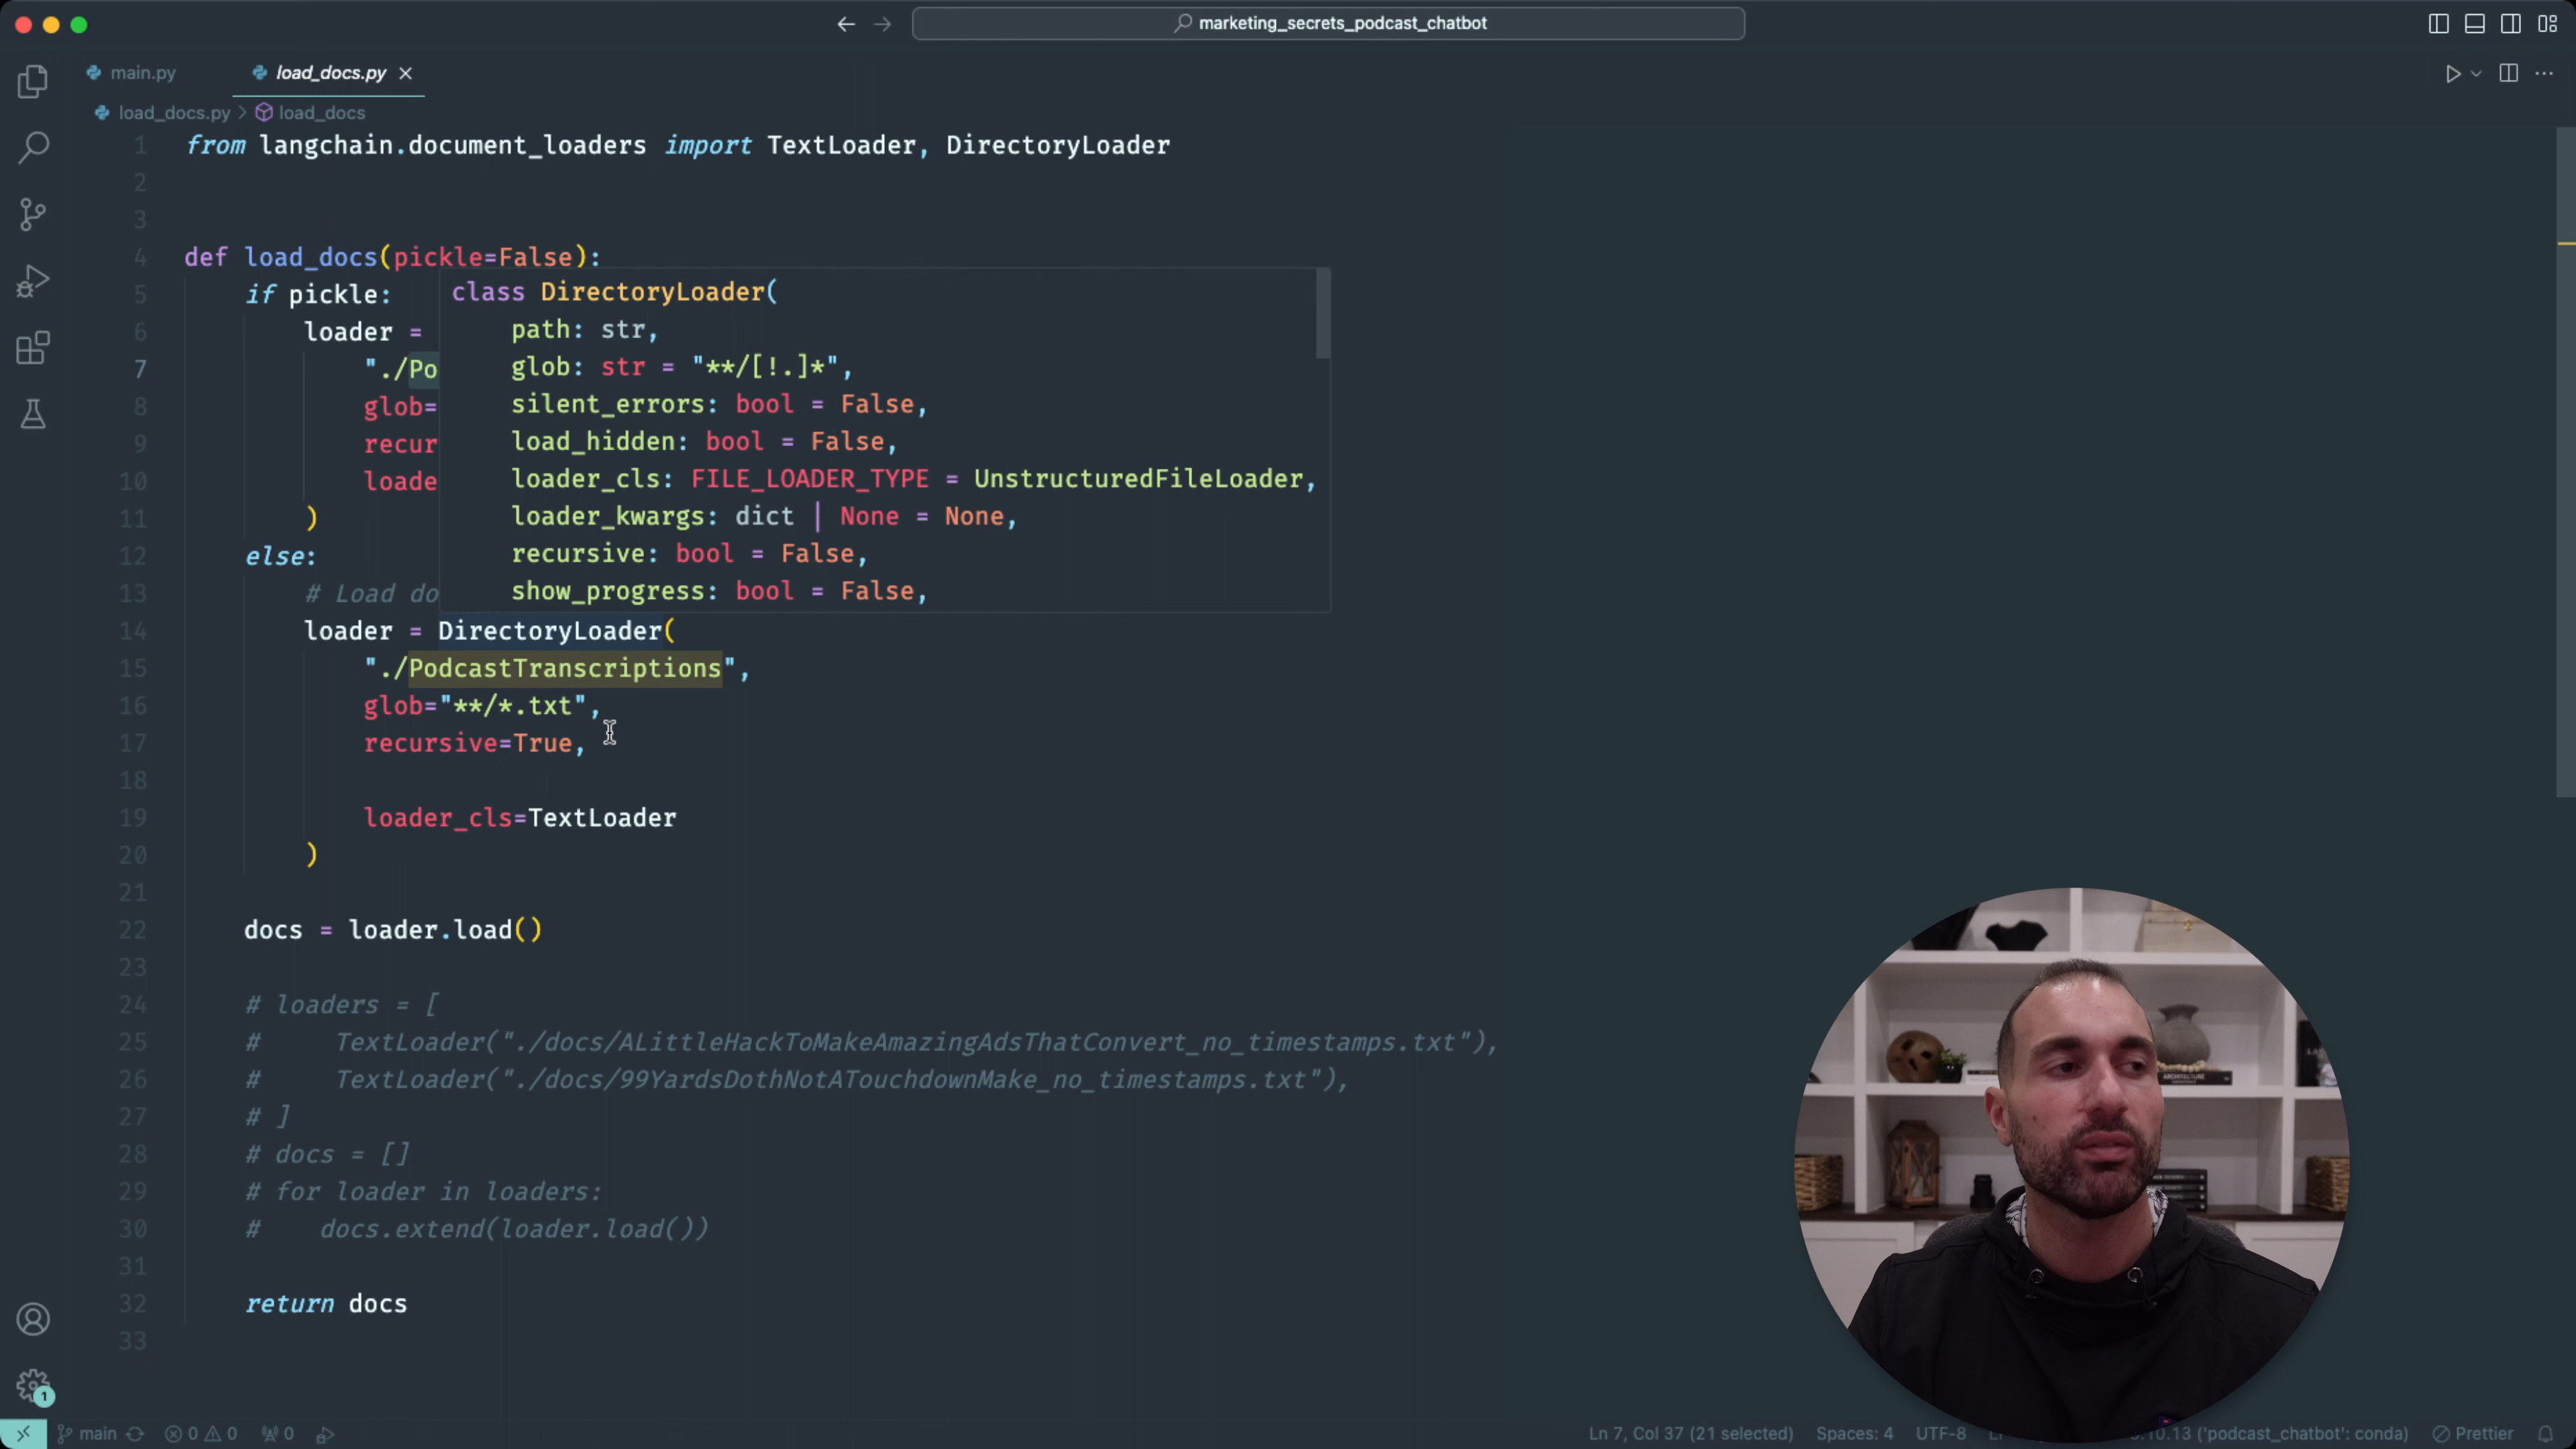 marketing_secrets_podcast_chatbot
main.py
load_docs.py
load_docs.py > load_docs
1 from langchain.document_loaders import TextLoader, DirectoryLoader
2
3
4 def load_docs(pickle=False):
5 if pickle:
6 loader =
7 "./Po
8 glob=
9 recur
10 loade
11 )
12 else:
13 # Load do
class DirectoryLoader(
path: str,
glob: str = "**/[!.]*",
silent_errors: bool = False,
load_hidden: bool = False,
loader_cls: FILE_LOADER_TYPE = UnstructuredFileLoader,
loader_kwargs: dict | None = None,
recursive: bool = False,
show_progress: bool = False,
14 loader = DirectoryLoader(
15 "./PodcastTranscriptions",
16 glob="**/*.txt",
17 recursive=True,
18
19 loader_cls=TextLoader
20 )
21
22 docs = loader.load()
23
24 # loaders = [
25 # TextLoader("./docs/ALittleHackToMakeAmazingAdsThatConvert_no_timestamps.txt"),
26 # TextLoader("./docs/99YardsDothNotATouchdownMake_no_timestamps.txt"),
27 # ]
28 # docs = []
29 # for loader in loaders:
30 # docs.extend(loader.load())
31
32 return docs
33
ARCHITECTURE
1
main 0 0 0 Ln 7, Col 37 (21 selected) Spaces: 4 UTF-8 .10.13 ('podcast_chatbot': conda) Prettier